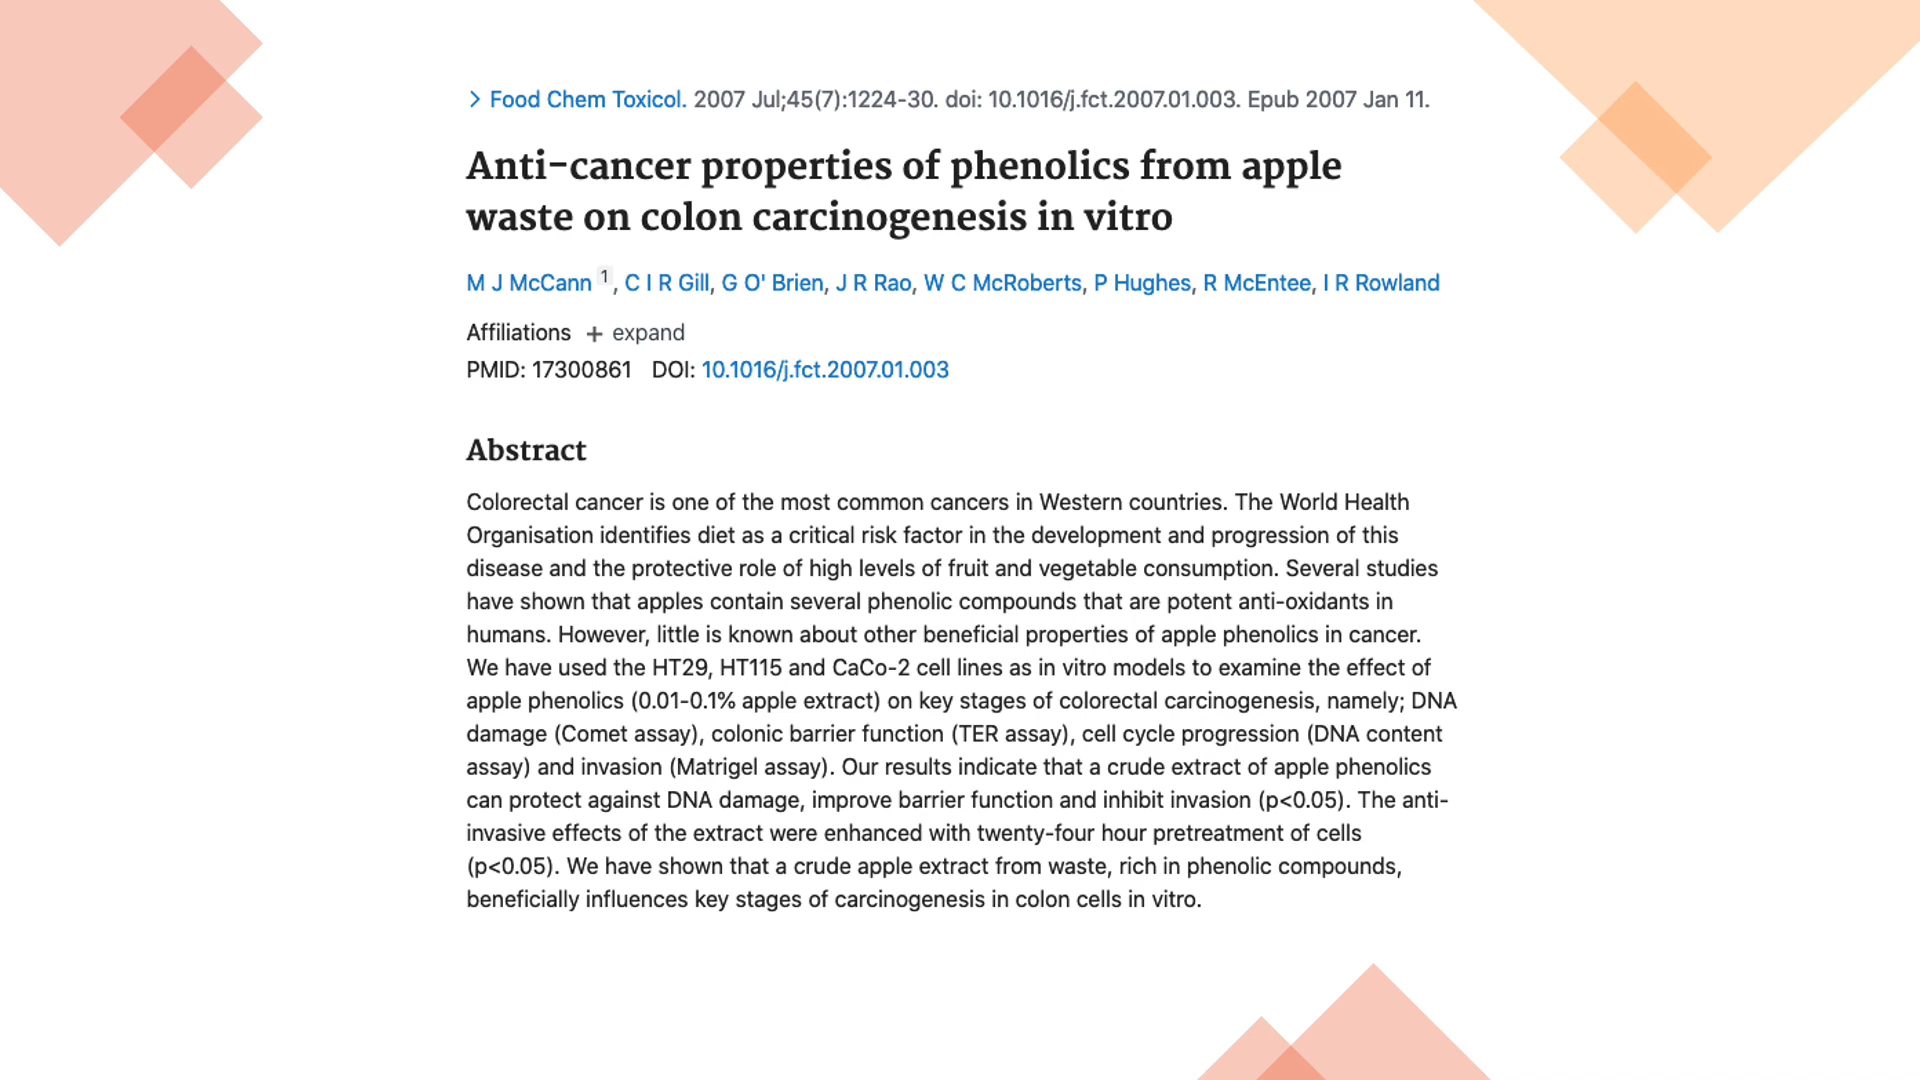 > Food Chem Toxicol. 2007 Jul;45(7):1224-30. doi: 10.1016/j.fct.2007.01.003. Epub 2007 Jan 11.
Anti-cancer properties of phenolics from apple
waste on colon carcinogenesis in vitro
M J McCann 1, C I R Gill, G O' Brien, J R Rao, W C McRoberts, P Hughes, R McEntee, I R Rowland
Affiliations + expand
PMID: 17300861 DOI: 10.1016/j.fct.2007.01.003
Abstract
Colorectal cancer is one of the most common cancers in Western countries. The World Health
Organisation identifies diet as a critical risk factor in the development and progression of this
disease and the protective role of high levels of fruit and vegetable consumption. Several studies
have shown that apples contain several phenolic compounds that are potent anti-oxidants in
humans. However, little is known about other beneficial properties of apple phenolics in cancer.
We have used the HT29, HT115 and CaCo-2 cell lines as in vitro models to examine the effect of
apple phenolics (0.01-0.1% apple extract) on key stages of colorectal carcinogenesis, namely; DNA
damage (Comet assay), colonic barrier function (TER assay), cell cycle progression (DNA content
assay) and invasion (Matrigel assay). Our results indicate that a crude extract of apple phenolics
can protect against DNA damage, improve barrier function and inhibit invasion (p<0.05). The anti-
invasive effects of the extract were enhanced with twenty-four hour pretreatment of cells
(p<0.05). We have shown that a crude apple extract from waste, rich in phenolic compounds,
beneficially influences key stages of carcinogenesis in colon cells in vitro.